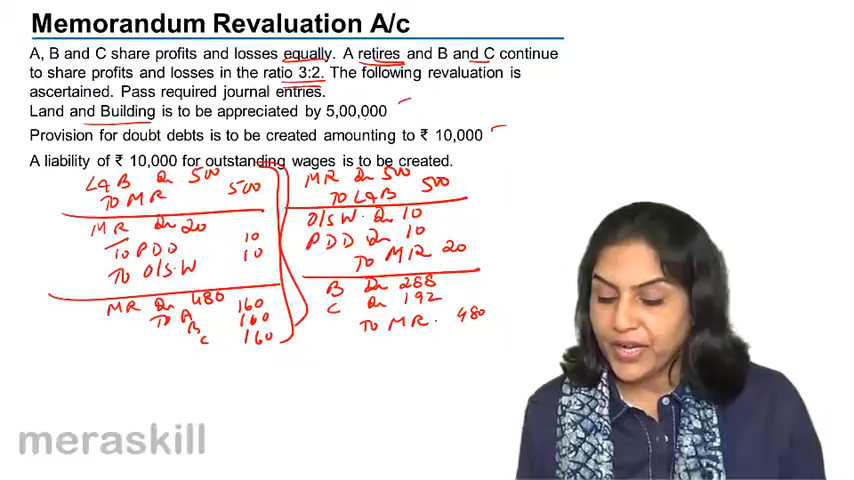 Memorandum Revaluation A/c
A, B and C share profits and losses equally. A retires and B and C continue
to share profits and losses in the ratio 3:2. The following revaluation is
ascertained. Pass required journal entries.
Land and Building is to be appreciated by 5,00,000
Provision for doubt debts is to be created amounting to ₹ 10,000
A liability of ₹ 10,000 for outstanding wages is to be created.
L&B Dr 500
To MR 500
MR Dr 20
To PDD 10
To O/S.W 10
MR Dr 480
To A 160
B 160
C 160
MR Dr 500
To L&B 500
O/S W. Dr 10
PDD Dr 10
To MR 20
B Dr 288
C Dr 192
To MR. 480
meraskill